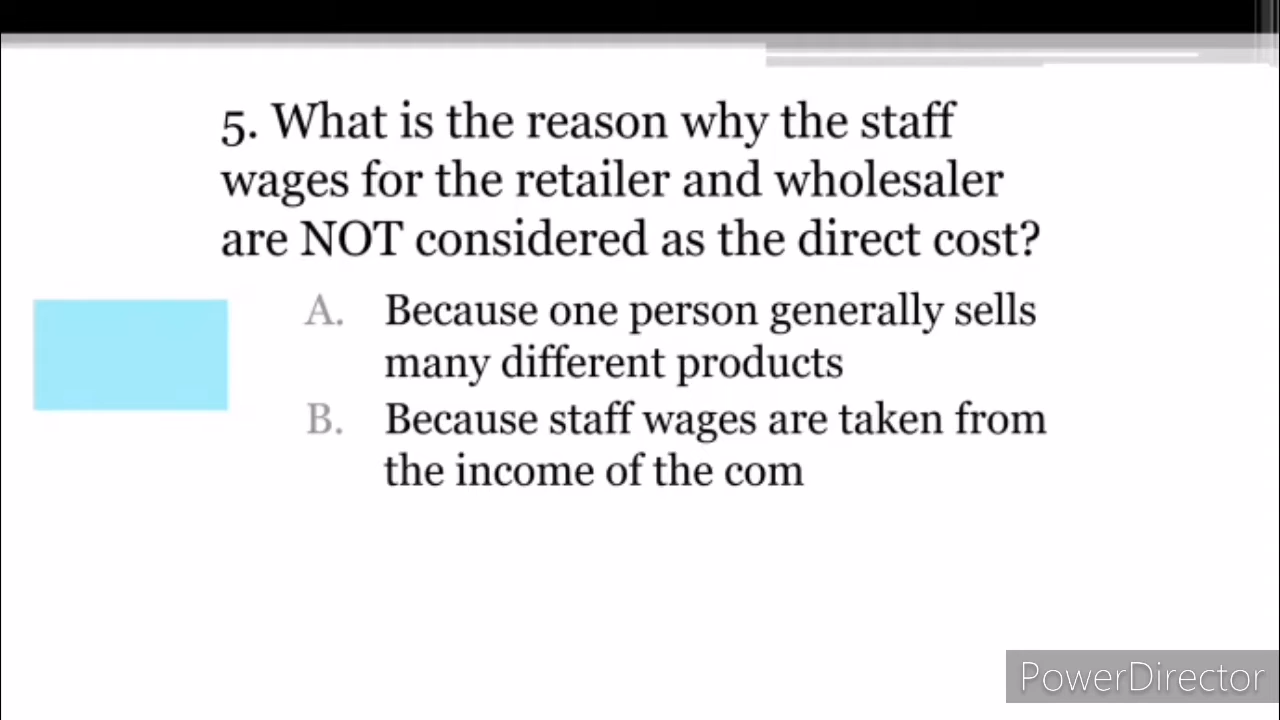 5. What is the reason why the staff
wages for the retailer and wholesaler
are NOT considered as the direct cost?
A. Because one person generally sells
many different products
B. Because staff wages are taken from
the income of the com
PowerDirector